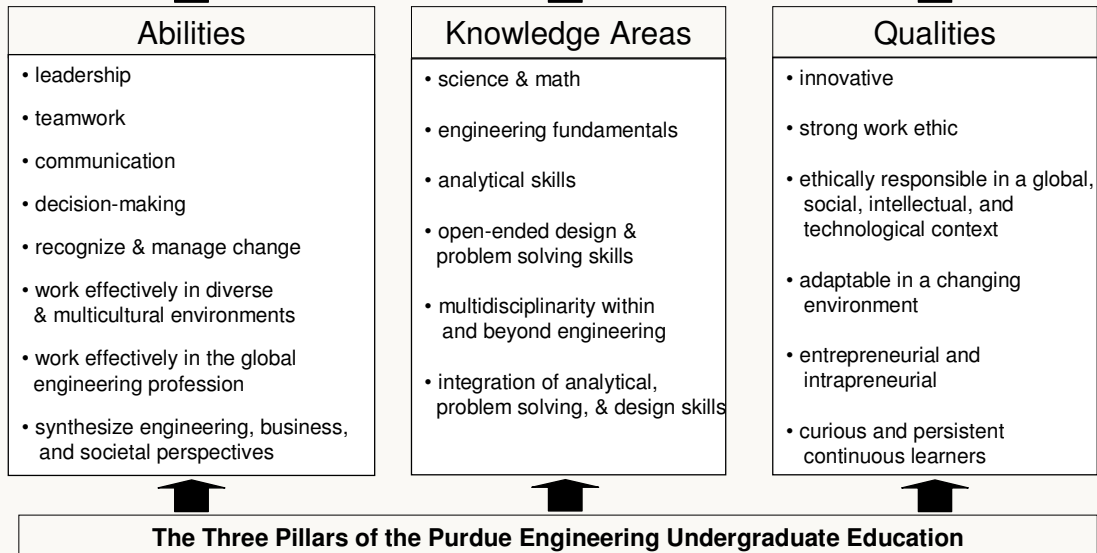 Abilities
• leadership
• teamwork
• communication
• decision-making
• recognize & manage change
• work effectively in diverse
& multicultural environments
• work effectively in the global
engineering profession
• synthesize engineering, business,
and societal perspectives
Knowledge Areas
• science & math
• engineering fundamentals
• analytical skills
• open-ended design &
problem solving skills
• multidisciplinarity within
and beyond engineering
• integration of analytical,
problem solving, & design skills
Qualities
• innovative
• strong work ethic
• ethically responsible in a global,
social, intellectual, and
technological context
• adaptable in a changing
environment
• entrepreneurial and
intrapreneurial
• curious and persistent
continuous learners
The Three Pillars of the Purdue Engineering Undergraduate Education